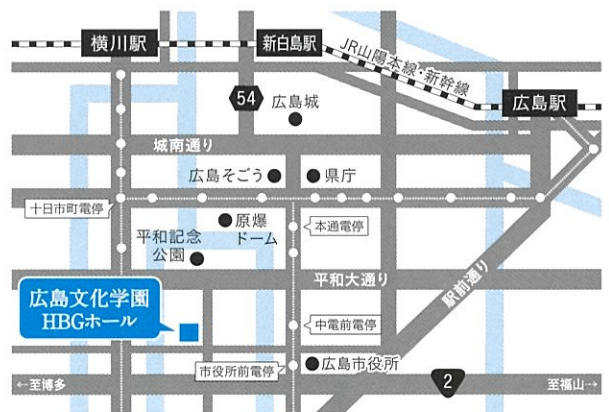 横川駅
新白島駅
JR山陽本線・新幹線
広島駅
54
広島城
城南通り
広島そごう
県庁
十日市町電停
原爆
ドーム
本通電停
平和記念
公園
平和大通り
駅前通り
広島文化学園
HBGホール
中電前電停
市役所前電停
広島市役所
←至博多
2
至福山→